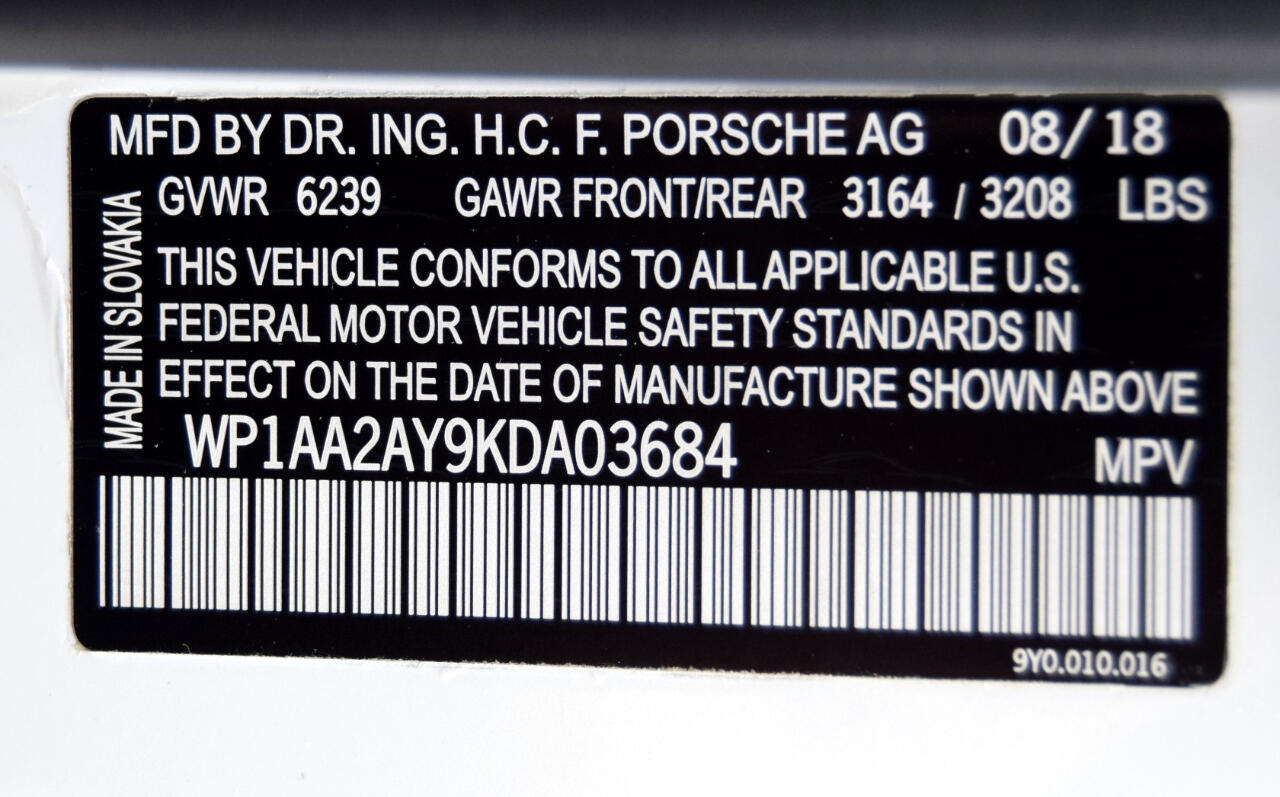 MFD BY DR. ING. H.C. F. PORSCHE AG 08/ 18
GVWR 6239 GAWR FRONT/REAR 3164 / 3208 LBS
MADE IN SLOVAKIA
THIS VEHICLE CONFORMS TO ALL APPLICABLE U.S.
FEDERAL MOTOR VEHICLE SAFETY STANDARDS IN
EFFECT ON THE DATE OF MANUFACTURE SHOWN ABOVE
WP1AA2AY9KDA03684 MPV
9Y0.010.016